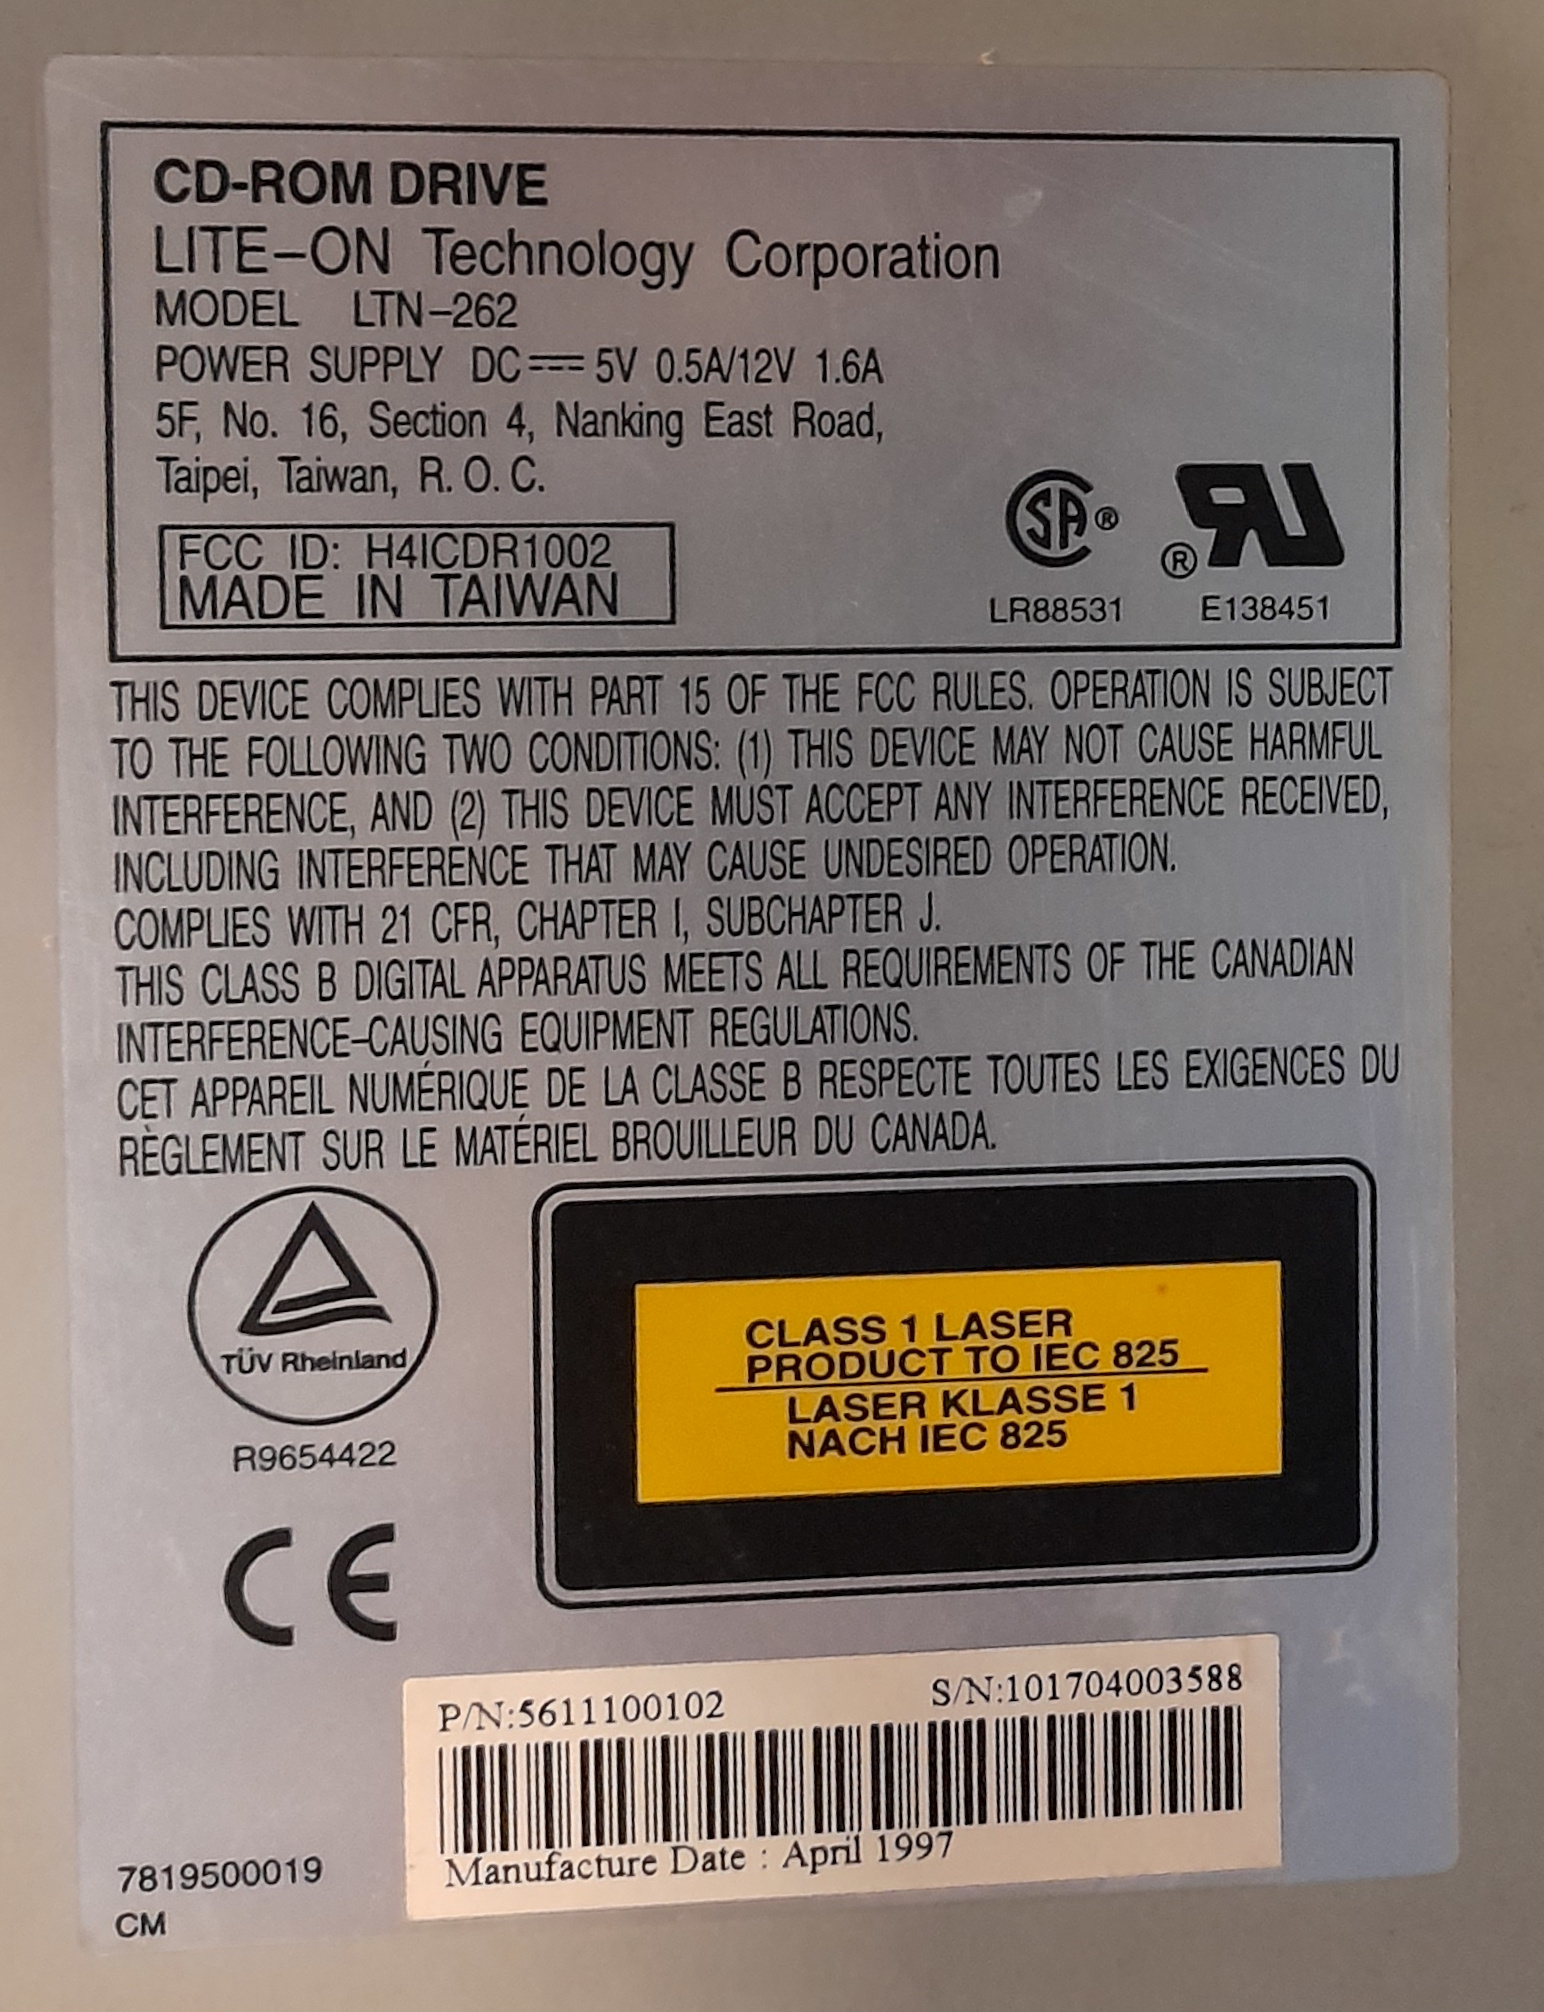 CD-ROM DRIVE
LITE-ON Technology Corporation
MODEL LTN-262
POWER SUPPLY DC⎓5V 0.5A/12V 1.6A
5F, No. 16, Section 4, Nanking East Road,
Taipei, Taiwan, R. O. C.
FCC ID: H4ICDR1002
MADE IN TAIWAN
SA®
®UR
LR88531 E138451
THIS DEVICE COMPLIES WITH PART 15 OF THE FCC RULES. OPERATION IS SUBJECT
TO THE FOLLOWING TWO CONDITIONS: (1) THIS DEVICE MAY NOT CAUSE HARMFUL
INTERFERENCE, AND (2) THIS DEVICE MUST ACCEPT ANY INTERFERENCE RECEIVED,
INCLUDING INTERFERENCE THAT MAY CAUSE UNDESIRED OPERATION.
COMPLIES WITH 21 CFR, CHAPTER I, SUBCHAPTER J.
THIS CLASS B DIGITAL APPARATUS MEETS ALL REQUIREMENTS OF THE CANADIAN
INTERFERENCE-CAUSING EQUIPMENT REGULATIONS.
CET APPAREIL NUMÉRIQUE DE LA CLASSE B RESPECTE TOUTES LES EXIGENCES DU
RÈGLEMENT SUR LE MATÉRIEL BROUILLEUR DU CANADA.
TÜV Rheinland
R9654422
CE
CLASS 1 LASER
PRODUCT TO IEC 825
LASER KLASSE 1
NACH IEC 825
P/N:5611100102 S/N:101704003588
Manufacture Date : April 1997
7819500019
CM